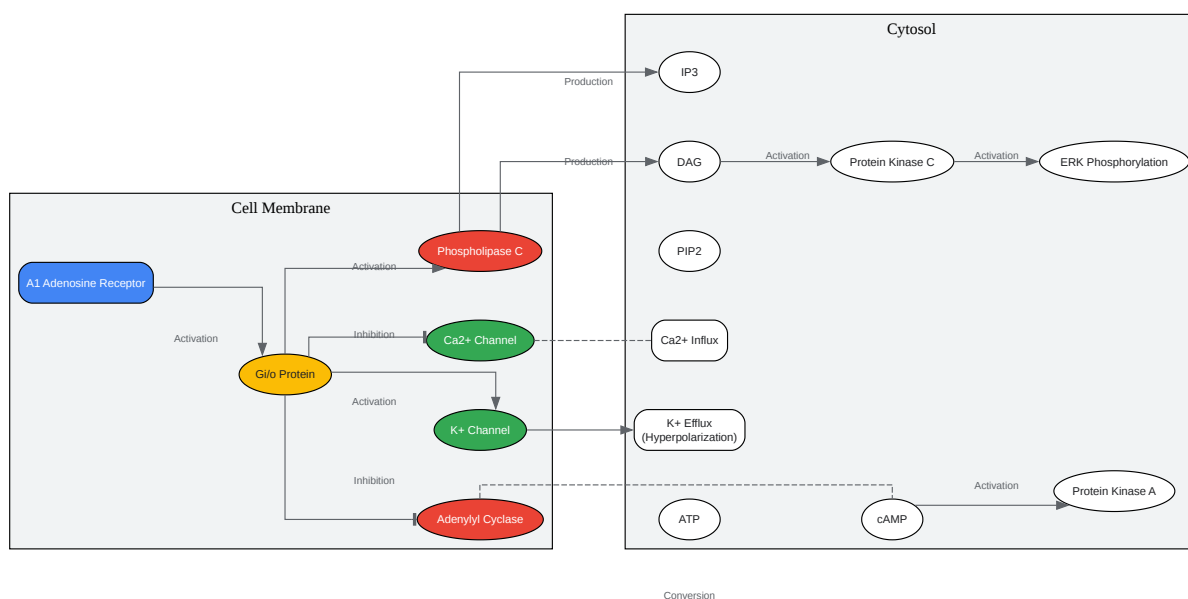 Cytosol
IP3
Production
Production
DAG
Activation
Protein Kinase C
Activation
ERK Phosphorylation
Cell Membrane
Phospholipase C
PIP2
Activation
A1 Adenosine Receptor
Activation
Inhibition
Ca2+ Channel
Ca2+ Influx
Gi/o Protein
Activation
K+ Channel
K+ Efflux
(Hyperpolarization)
Inhibition
Activation
Protein Kinase A
Adenylyl Cyclase
ATP
cAMP
Conversion